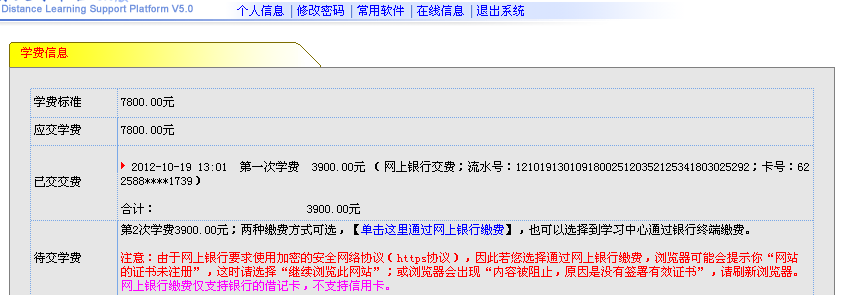 Distance Learning Support Platform V5.0
个人信息 | 修改密码 | 常用软件 | 在线信息 | 退出系统
学费信息
学费标准 7800.00元
应交学费 7800.00元
已交交费 2012-10-19 13:01 第一次学费 3900.00元 ( 网上银行交费；流水号：121019130109180025120352125341803025292；卡号：62
2588****1739)
合计： 3900.00元
待交学费 第2次学费3900.00元；两种缴费方式可选，【单击这里通过网上银行缴费】，也可以选择到学习中心通过银行终端缴费。
注意：由于网上银行要求使用加密的安全网络协议（https协议），因此若您选择通过网上银行缴费，浏览器可能会提示你“网站
的证书未注册”，这时请选择“继续浏览此网站”；或浏览器会出现“内容被阻止，原因是没有签署有效证书”，请刷新浏览器。
网上银行缴费仅支持银行的借记卡，不支持信用卡。